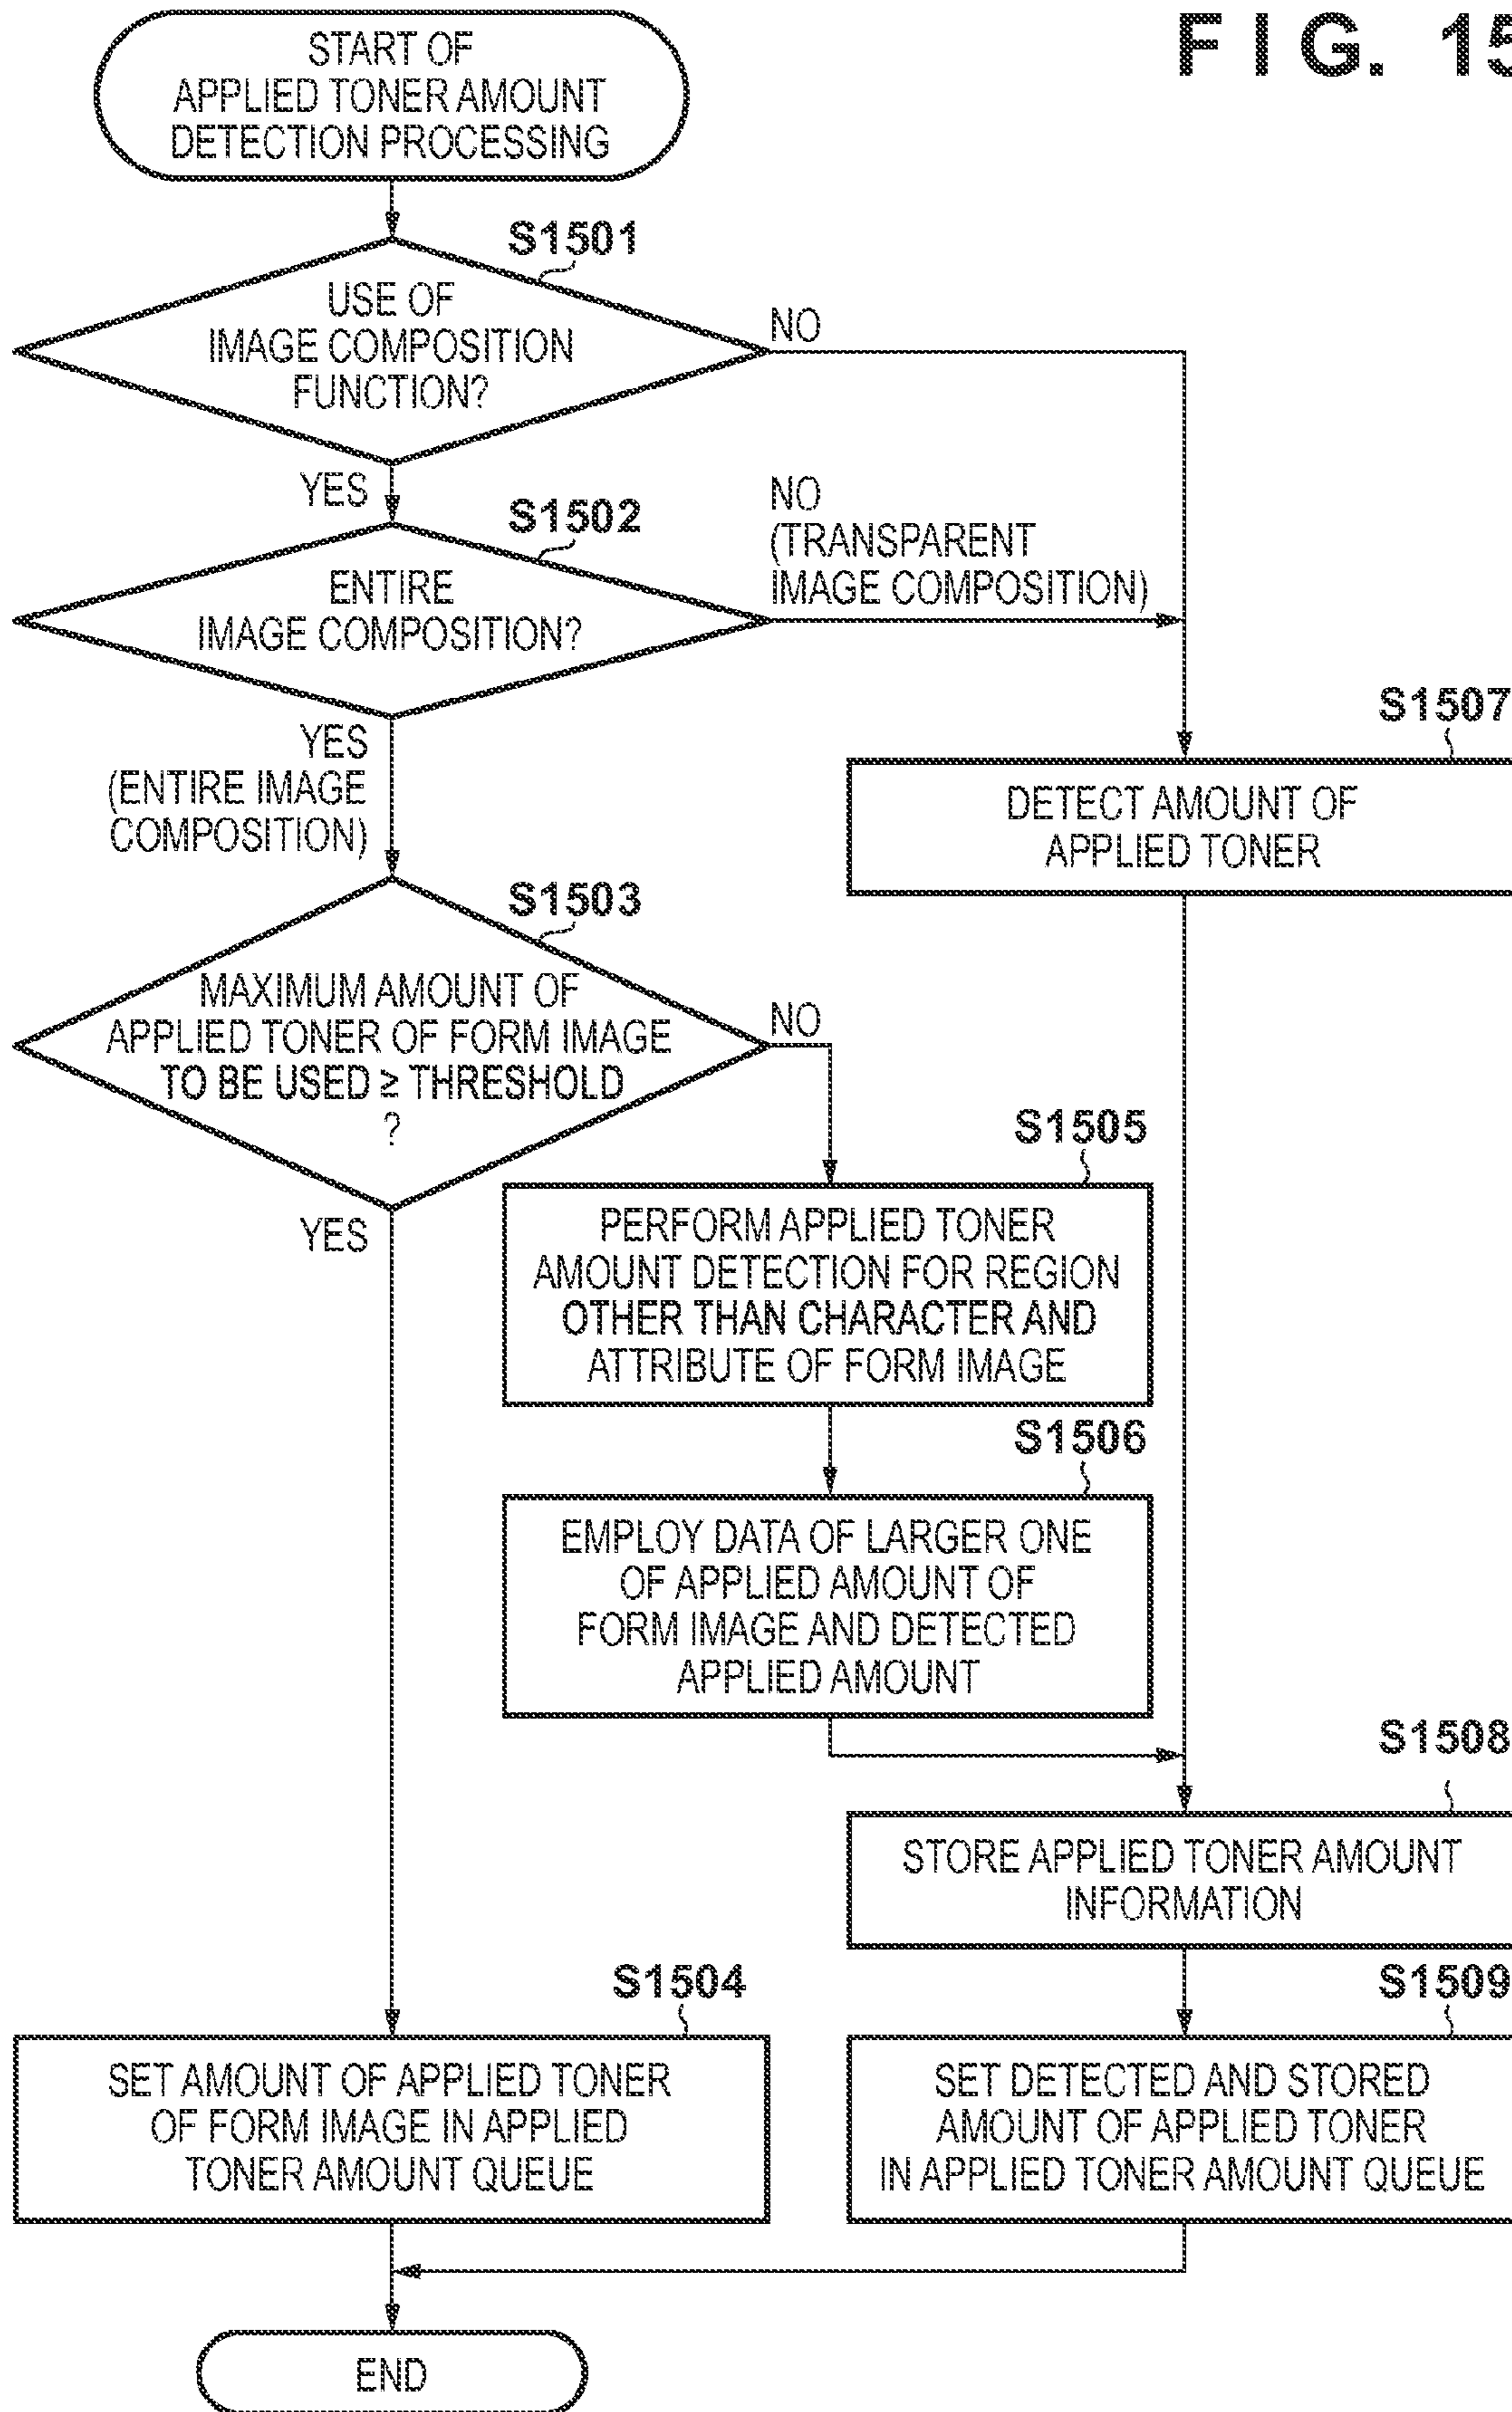 FIG. 15
START OF
APPLIED TONER AMOUNT
DETECTION PROCESSING
S1501
USE OF
IMAGE COMPOSITION
FUNCTION?
NO
YES
S1502
NO
(TRANSPARENT
IMAGE COMPOSITION)
ENTIRE
IMAGE COMPOSITION?
YES
(ENTIRE IMAGE
COMPOSITION)
S1507
DETECT AMOUNT OF
APPLIED TONER
S1503
MAXIMUM AMOUNT OF
APPLIED TONER OF FORM IMAGE
TO BE USED ≥ THRESHOLD
?
NO
YES
S1505
PERFORM APPLIED TONER
AMOUNT DETECTION FOR REGION
OTHER THAN CHARACTER AND
ATTRIBUTE OF FORM IMAGE
S1506
EMPLOY DATA OF LARGER ONE
OF APPLIED AMOUNT OF
FORM IMAGE AND DETECTED
APPLIED AMOUNT
S1508
STORE APPLIED TONER AMOUNT
INFORMATION
S1504
SET AMOUNT OF APPLIED TONER
OF FORM IMAGE IN APPLIED
TONER AMOUNT QUEUE
S1509
SET DETECTED AND STORED
AMOUNT OF APPLIED TONER
IN APPLIED TONER AMOUNT QUEUE
END